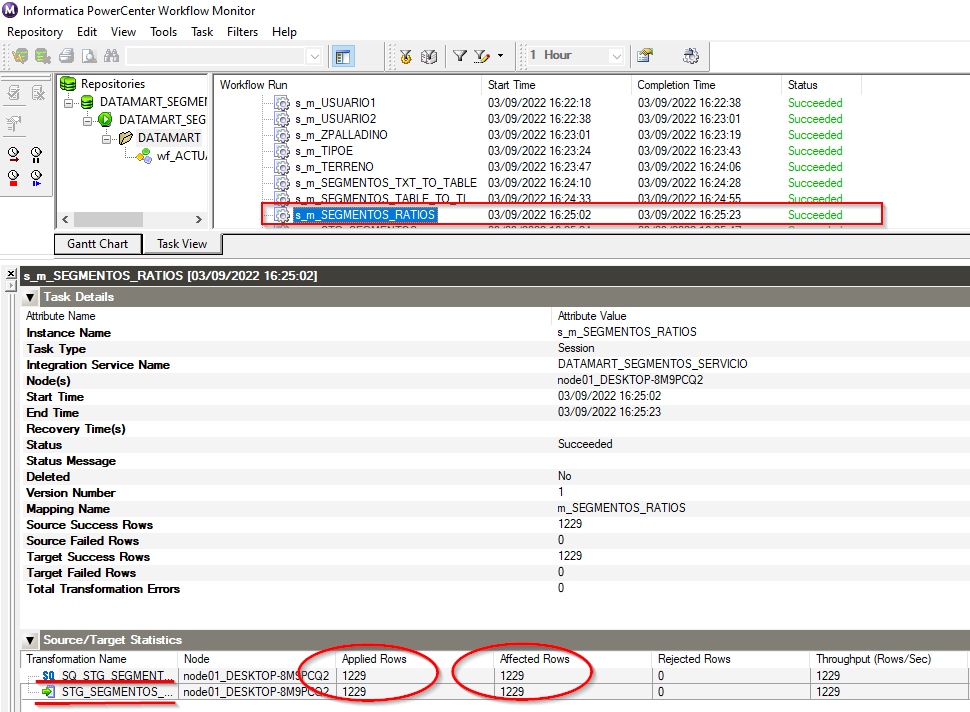 Informatica PowerCenter Workflow Monitor
Repository Edit View Tools Task Filters Help
1 Hour
Repositories
DATAMART_SEGMEN
DATAMART_SEG
DATAMART
wf_ACTUA
Workflow Run Start Time Completion Time Status
s_m_USUARIO1 03/09/2022 16:22:18 03/09/2022 16:22:38 Succeeded
s_m_USUARIO2 03/09/2022 16:22:38 03/09/2022 16:23:01 Succeeded
s_m_ZPALLADINO 03/09/2022 16:23:01 03/09/2022 16:23:19 Succeeded
s_m_TIPOE 03/09/2022 16:23:24 03/09/2022 16:23:43 Succeeded
s_m_TERRENO 03/09/2022 16:23:47 03/09/2022 16:24:06 Succeeded
s_m_SEGMENTOS_TXT_TO_TABLE 03/09/2022 16:24:10 03/09/2022 16:24:28 Succeeded
s_m_SEGMENTOS_TABLE_TO_TL 03/09/2022 16:24:33 03/09/2022 16:24:55 Succeeded
s_m_SEGMENTOS_RATIOS 03/09/2022 16:25:02 03/09/2022 16:25:23 Succeeded
Gantt Chart Task View
s_m_SEGMENTOS_RATIOS [03/09/2022 16:25:02]
Task Details
Attribute Name Attribute Value
Instance Name s_m_SEGMENTOS_RATIOS
Task Type Session
Integration Service Name DATAMART_SEGMENTOS_SERVICIO
Node(s) node01_DESKTOP-8M9PCQ2
Start Time 03/09/2022 16:25:02
End Time 03/09/2022 16:25:23
Recovery Time(s)
Status Succeeded
Status Message
Deleted No
Version Number 1
Mapping Name m_SEGMENTOS_RATIOS
Source Success Rows 1229
Source Failed Rows 0
Target Success Rows 1229
Target Failed Rows 0
Total Transformation Errors 0
Source/Target Statistics
Transformation Name Node Applied Rows Affected Rows Rejected Rows Throughput (Rows/Sec)
SQ SQ_STG_SEGMENT... node01_DESKTOP-8M9PCQ2 1229 1229 0 1229
STG_SEGMENTOS_... node01_DESKTOP-8M9PCQ2 1229 1229 0 1229